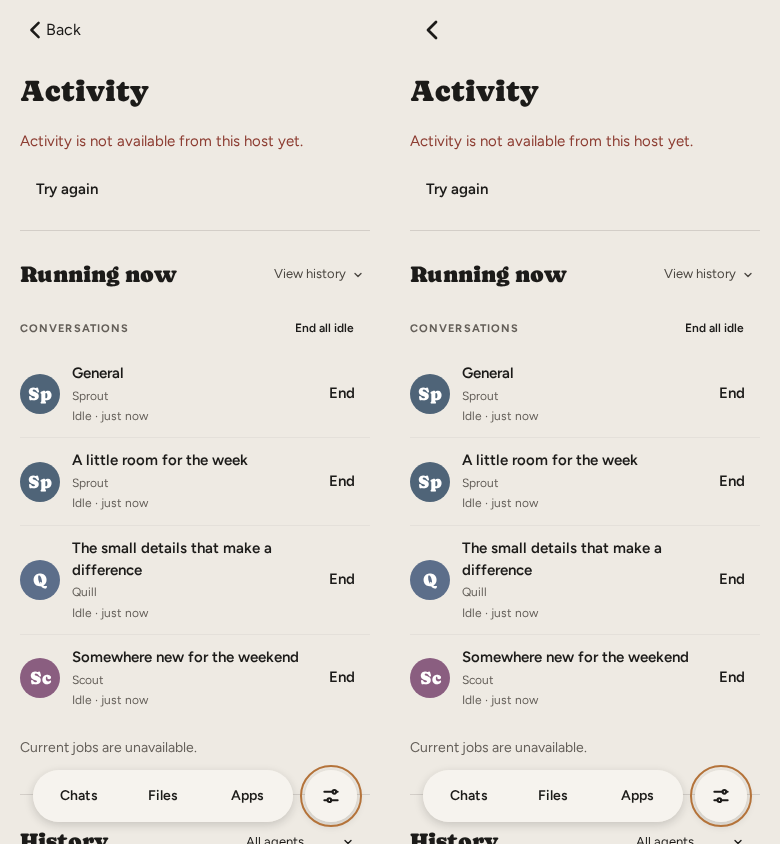 Back
Activity
Activity is not available from this host yet.
Try again
Running now
View history
CONVERSATIONS
End all idle
Sp
General
Sprout
Idle · just now
End
Sp
A little room for the week
Sprout
Idle · just now
End
Q
The small details that make a
difference
Quill
Idle · just now
End
Sc
Somewhere new for the weekend
Scout
Idle · just now
End
Current jobs are unavailable.
Chats
Files
Apps
History
All agents
Activity
Activity is not available from this host yet.
Try again
Running now
View history
CONVERSATIONS
End all idle
Sp
General
Sprout
Idle · just now
End
Sp
A little room for the week
Sprout
Idle · just now
End
Q
The small details that make a
difference
Quill
Idle · just now
End
Sc
Somewhere new for the weekend
Scout
Idle · just now
End
Current jobs are unavailable.
Chats
Files
Apps
History
All agents